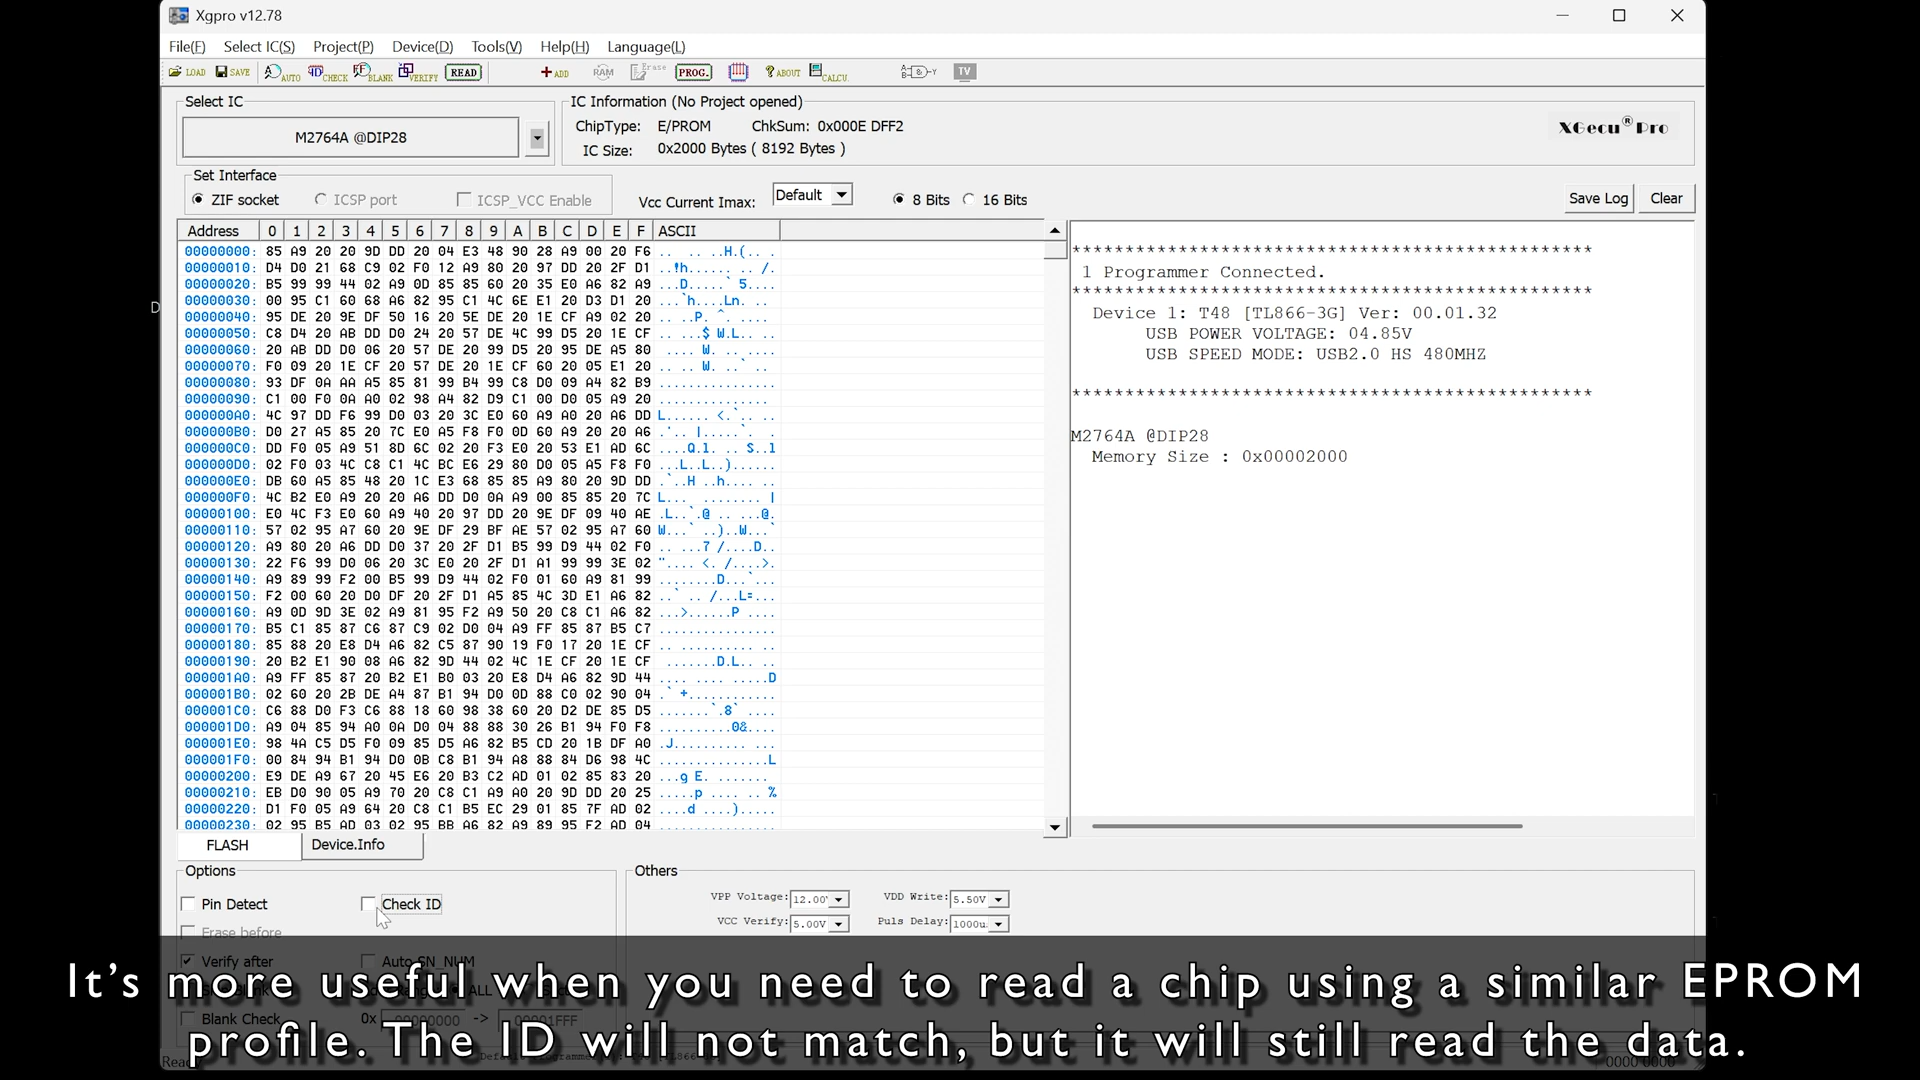 Xgpro v12.78
File(F) Select IC(S) Project(P) Device(D) Tools(V) Help(H) Language(L)
LOAD SAVE AUTO CHECK BLANK VERIFY READ ADD RAM Erase PROG. ABOUT CALCU. TV
Select IC
M2764A @DIP28
IC Information (No Project opened)
ChipType: E/PROM ChkSum: 0x000E DFF2
IC Size: 0x2000 Bytes ( 8192 Bytes )
XGecu® Pro
Set Interface
ZIF socket ICSP port ICSP_VCC Enable
Vcc Current Imax: Default 8 Bits 16 Bits
Save Log Clear
Address 0 1 2 3 4 5 6 7 8 9 A B C D E F ASCII
00000000: 85 A9 20 20 9D DD 20 04 E3 48 90 28 A9 00 20 F6 .. .. ..H.(.. .
00000010: D4 D0 21 68 C9 02 F0 12 A9 80 20 97 DD 20 2F D1 ..!h...... .. /.
00000020: B5 99 99 44 02 A9 0D 85 85 60 20 35 E0 A6 82 A9 ...D.....` 5....
00000030: 00 95 C1 60 68 A6 82 95 C1 4C 6E E1 20 D3 D1 20 ...`h....Ln. ..
00000040: 95 DE 20 9E DF 50 16 20 5E DE 20 1E CF A9 02 20 .. ..P. ^. ....
00000050: C8 D4 20 AB DD D0 24 20 57 DE 4C 99 D5 20 1E CF .. ...$ W.L.. ..
00000060: 20 AB DD D0 06 20 57 DE 20 99 D5 20 95 DE A5 80 .... W. .. ....
00000070: F0 09 20 1E CF 20 57 DE 20 1E CF 60 20 05 E1 20 .. .. W. ..` ..
00000080: 93 DF 0A AA A5 85 81 99 B4 99 C8 D0 09 A4 82 B9 ................
00000090: C1 00 F0 0A A0 02 98 A4 82 D9 C1 00 D0 05 A9 20 ...............
000000A0: 4C 97 DD F6 99 D0 03 20 3C E0 60 A9 A0 20 A6 DD L...... <.`.. ..
000000B0: D0 27 A5 85 20 7C E0 A5 F8 F0 0D 60 A9 20 20 A6 .'.. |.....`. .
000000C0: DD F0 05 A9 51 8D 6C 02 20 F3 E0 20 53 E1 AD 6C ....Q.l. .. S..l
000000D0: 02 F0 03 4C C8 C1 4C BC E6 29 80 D0 05 A5 F8 F0 ...L..L..)......
000000E0: DB 60 A5 85 48 20 1C E3 68 85 85 A9 80 20 9D DD .`..H ..h.... ..
000000F0: 4C B2 E0 A9 20 20 A6 DD D0 0A A9 00 85 85 20 7C L... ........ |
00000100: E0 4C F3 E0 60 A9 40 20 97 DD 20 9E DF 09 40 AE .L..`.@ .. ...@.
00000110: 57 02 95 A7 60 20 9E DF 29 BF AE 57 02 95 A7 60 W...` ..)..W...`
00000120: A9 80 20 A6 DD D0 37 20 2F D1 B5 99 D9 44 02 F0 .. ...7 /....D..
00000130: 22 F6 99 D0 06 20 3C E0 20 2F D1 A1 99 99 3E 02 ".... <. /....>.
00000140: A9 89 99 F2 00 B5 99 D9 44 02 F0 01 60 A9 81 99 ........D...`...
00000150: F2 00 60 20 D0 DF 20 2F D1 A5 85 4C 3D E1 A6 82 ..` .. /...L=...
00000160: A9 0D 9D 3E 02 A9 81 95 F2 A9 50 20 C8 C1 A6 82 ...>......P ....
00000170: B5 C1 85 87 C6 87 C9 02 D0 04 A9 FF 85 87 B5 C7 ................
00000180: 85 88 20 E8 D4 A6 82 C5 87 90 19 F0 17 20 1E CF .. .......... ..
00000190: 20 B2 E1 90 08 A6 82 9D 44 02 4C 1E CF 20 1E CF .......D.L.. ..
000001A0: A9 FF 85 87 20 B2 E1 B0 03 20 E8 D4 A6 82 9D 44 .... .... .....D
000001B0: 02 60 20 2B DE A4 87 B1 94 D0 0D 88 C0 02 90 04 .` +............
000001C0: C6 88 D0 F3 C6 88 18 60 98 38 60 20 D2 DE 85 D5 .......`.8` ....
000001D0: A9 04 85 94 A0 0A D0 04 88 88 30 26 B1 94 F0 F8 ..........0&....
000001E0: 98 4A C5 D5 F0 09 85 D5 A6 82 B5 CD 20 1B DF A0 .J.......... ...
000001F0: 00 84 94 B1 94 D0 0B C8 B1 94 A8 88 84 D6 98 4C ...............L
00000200: E9 DE A9 67 20 45 E6 20 B3 C2 AD 01 02 85 83 20 ...g E. .......
00000210: EB D0 90 05 A9 70 20 C8 C1 A9 A0 20 9D DD 20 25 .....p .... .. %
00000220: D1 F0 05 A9 64 20 C8 C1 B5 EC 29 01 85 7F AD 02 ....d ....).....
00000230: 02 95 B5 AD 03 02 95 BB A6 82 A9 89 95 F2 AD 04
************************************************
1 Programmer Connected.
************************************************
Device 1: T48 [TL866-3G] Ver: 00.01.32
USB POWER VOLTAGE: 04.85V
USB SPEED MODE: USB2.0 HS 480MHZ
************************************************
M2764A @DIP28
Memory Size : 0x00002000
FLASH Device.Info
Options
Pin Detect Check ID
Erase before
Verify after Auto SN_NUM
ALL
Blank Check 0x 00000000 -> 00001FFF
Others
VPP Voltage: 12.00V VDD Write: 5.50V
VCC Verify: 5.00V Puls Delay: 1000u
It's more useful when you need to read a chip using a similar EPROM
profile. The ID will not match, but it will still read the data.
0000 0000